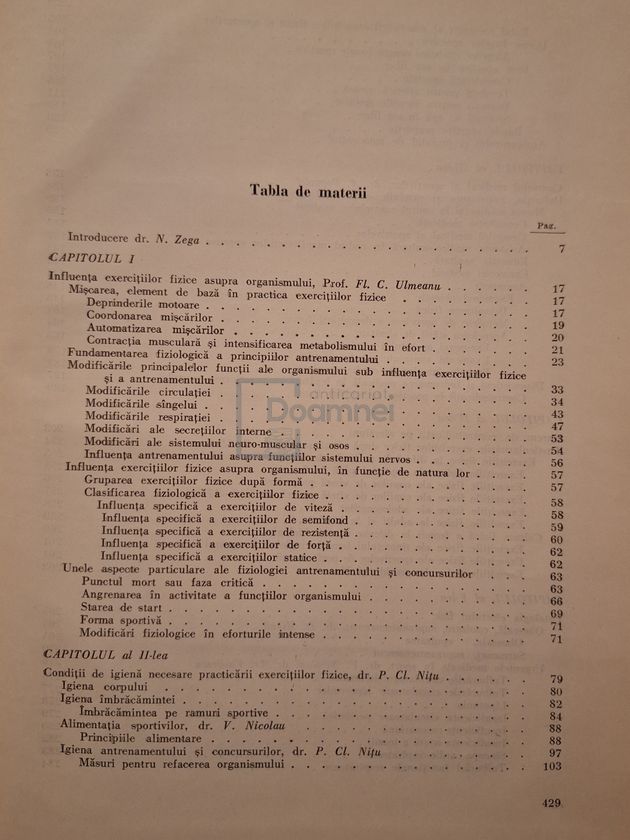 Tabla de materii
Pag.
Introducere dr. N. Zega . . . . . . . . . . . . . . . . . 7
CAPITOLUL I
Influența exercițiilor fizice asupra organismului, Prof. Fl. C. Ulmeanu . . . . . 17
Mișcarea, element de bază în practica exercițiilor fizice . . . . . . . 17
Deprinderile motoare . . . . . . . . . . . . . . . . 17
Coordonarea mișcărilor . . . . . . . . . . . . . . . 19
Automatizarea mișcărilor . . . . . . . . . . . . . . . 20
Contracția musculară și intensificarea metabolismului în efort . . . . . 21
Fundamentarea fiziologică a principiilor antrenamentului . . . . . . . 23
Modificările principalelor funcții ale organismului sub influența exercițiilor fizice
și a antrenamentului . . . . . . . . . . . . . . . . 33
Modificările circulației . . . . . . . . . . . . . . . 34
Modificările sîngelui . . . . . . . . . . . . . . . . 43
Modificările respirației . . . . . . . . . . . . . . . 47
Modificări ale secrețiilor interne . . . . . . . . . . . . 53
Modificări ale sistemului neuro-muscular și osos . . . . . . . . 54
Influența antrenamentului asupra funcțiilor sistemului nervos . . . . . 56
Influența exercițiilor fizice asupra organismului, în funcție de natura lor . . . 57
Gruparea exercițiilor fizice după formă . . . . . . . . . . 57
Clasificarea fiziologică a exercițiilor fizice . . . . . . . . . . 58
Influența specifică a exercițiilor de viteză . . . . . . . . . 58
Influența specifică a exercițiilor de semifond . . . . . . . . 59
Influența specifică a exercițiilor de rezistență . . . . . . . . 60
Influența specifică a exercițiilor de forță . . . . . . . . . 62
Influența specifică a exercițiilor statice . . . . . . . . . . 62
Unele aspecte particulare ale fiziologiei antrenamentului și concursurilor . . . 63
Punctul mort sau faza critică . . . . . . . . . . . . . 63
Angrenarea în activitate a funcțiilor organismului . . . . . . . . 66
Starea de start . . . . . . . . . . . . . . . . . . 69
Forma sportivă . . . . . . . . . . . . . . . . . . 71
Modificări fiziologice în eforturile intense . . . . . . . . . . 71
CAPITOLUL al II-lea
Condiții de igienă necesare practicării exercițiilor fizice, dr. P. Cl. Nițu . . . . . 79
Igiena corpului . . . . . . . . . . . . . . . . . . 80
Igiena îmbrăcămintei . . . . . . . . . . . . . . . . . 82
Îmbrăcămintea pe ramuri sportive . . . . . . . . . . . . 84
Alimentația sportivilor, dr. V. Nicolau . . . . . . . . . . . . 88
Principiile alimentare . . . . . . . . . . . . . . . . 88
Igiena antrenamentului și concursurilor, dr. P. Cl. Nițu . . . . . . . 97
Măsuri pentru refacerea organismului . . . . . . . . . . . 103
429
anticariat
Doamnei